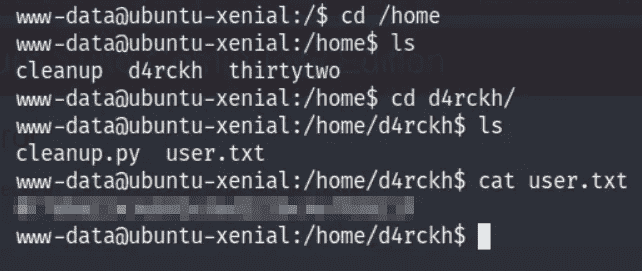 www-data@ubuntu-xenial:/$ cd /home
www-data@ubuntu-xenial:/home$ ls
cleanup  d4rckh  thirtytwo
www-data@ubuntu-xenial:/home$ cd d4rckh/
www-data@ubuntu-xenial:/home/d4rckh$ ls
cleanup.py  user.txt
www-data@ubuntu-xenial:/home/d4rckh$ cat user.txt
www-data@ubuntu-xenial:/home/d4rckh$